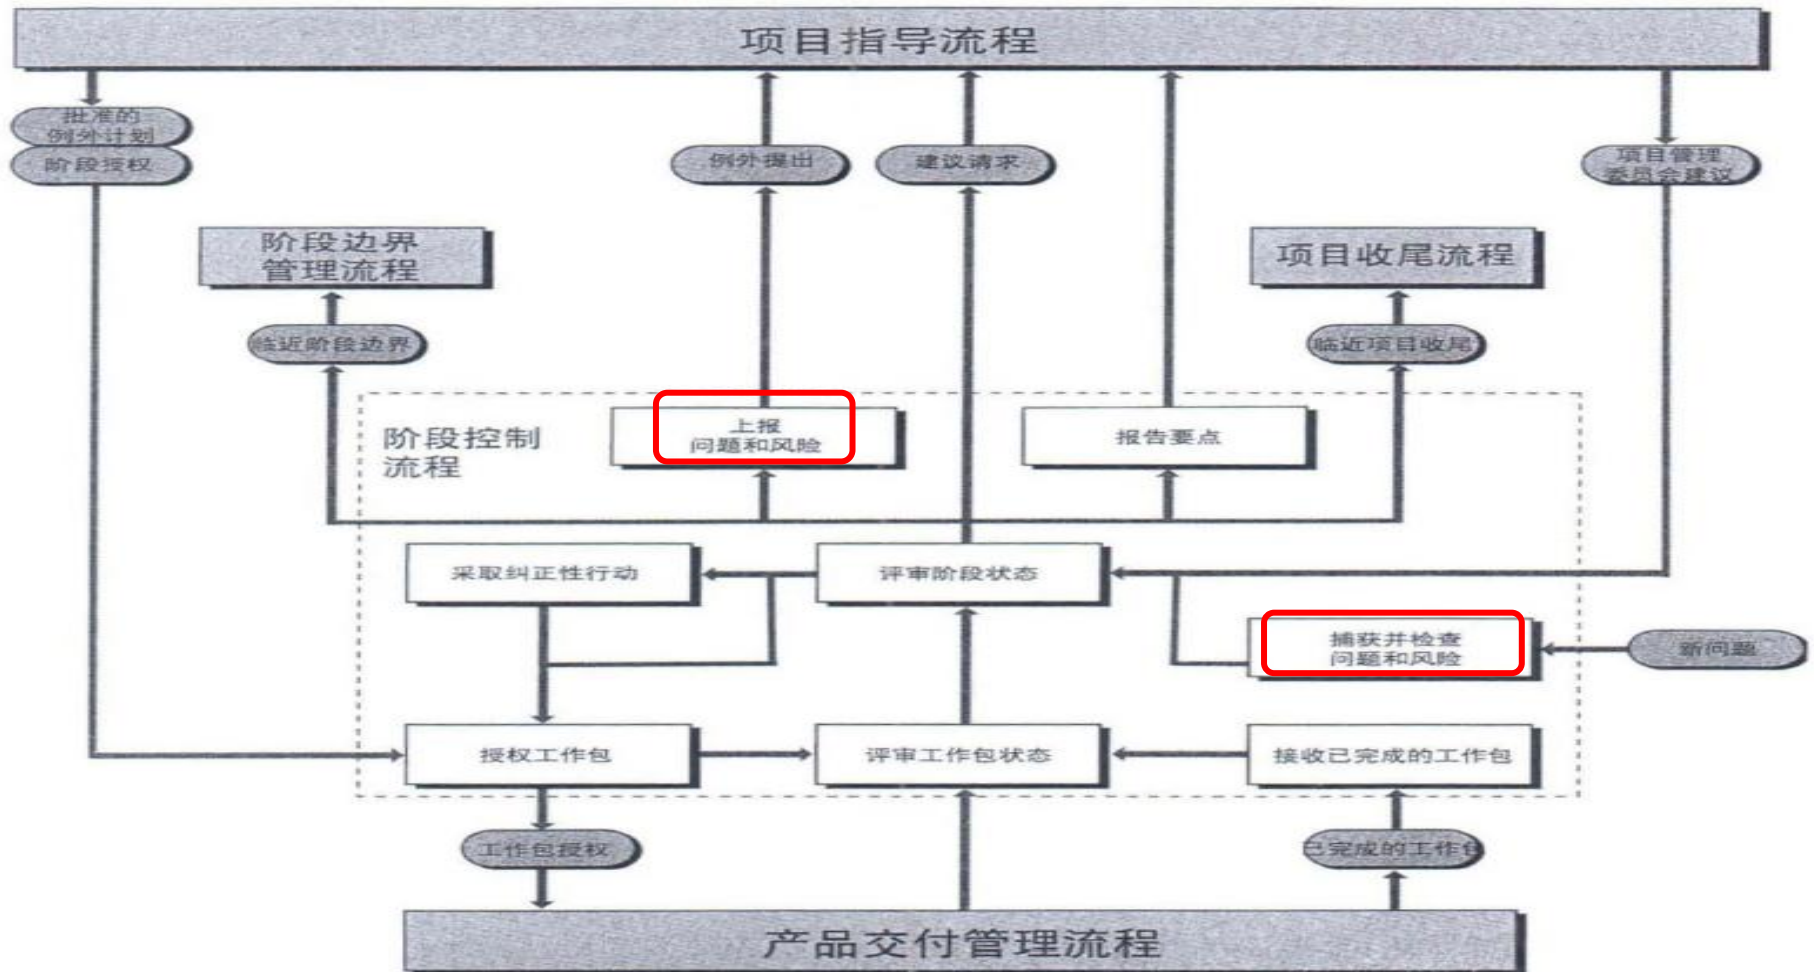 项目指导流程
批准的
例外计划
阶段授权
例外提出
建议请求
项目管理
委员会建议
阶段边界
管理流程
项目收尾流程
临近阶段边界
临近项目收尾
阶段控制
流程
上报
问题和风险
报告要点
采取纠正性行动
评审阶段状态
捕获并检查
问题和风险
新问题
授权工作包
评审工作包状态
接收已完成的工作包
工作包授权
已完成的工作包
产品交付管理流程